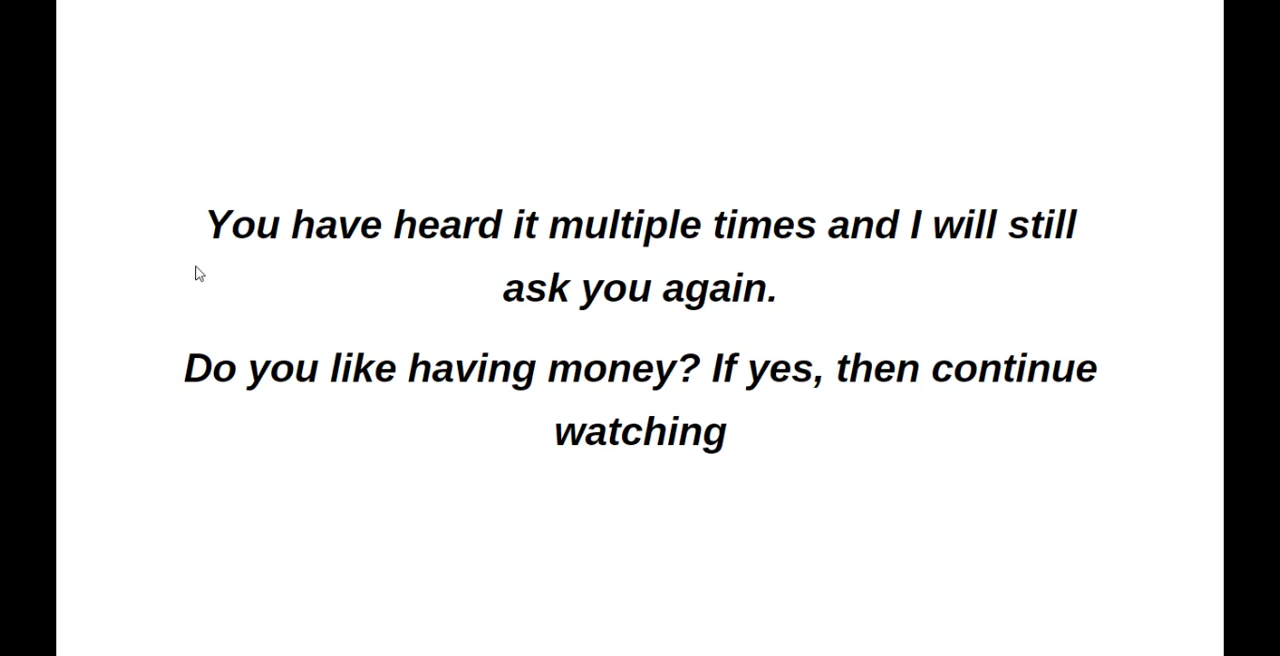 You have heard it multiple times and I will still
ask you again.
Do you like having money? If yes, then continue
watching